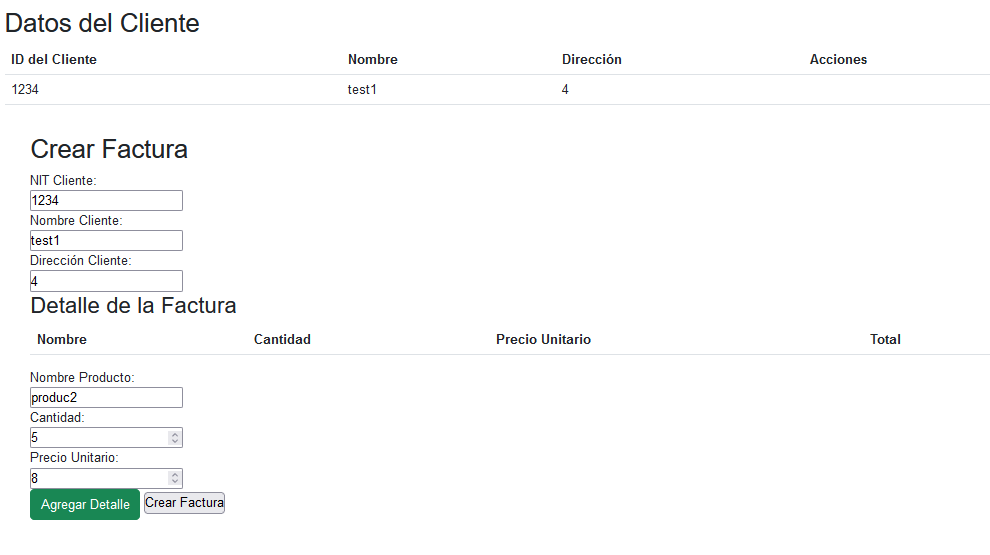 Datos del Cliente
ID del Cliente Nombre Dirección Acciones
1234 test1 4
Crear Factura
NIT Cliente:
1234
Nombre Cliente:
test1
Dirección Cliente:
4
Detalle de la Factura
Nombre Cantidad Precio Unitario Total
Nombre Producto:
produc2
Cantidad:
5
Precio Unitario:
8
Agregar Detalle Crear Factura